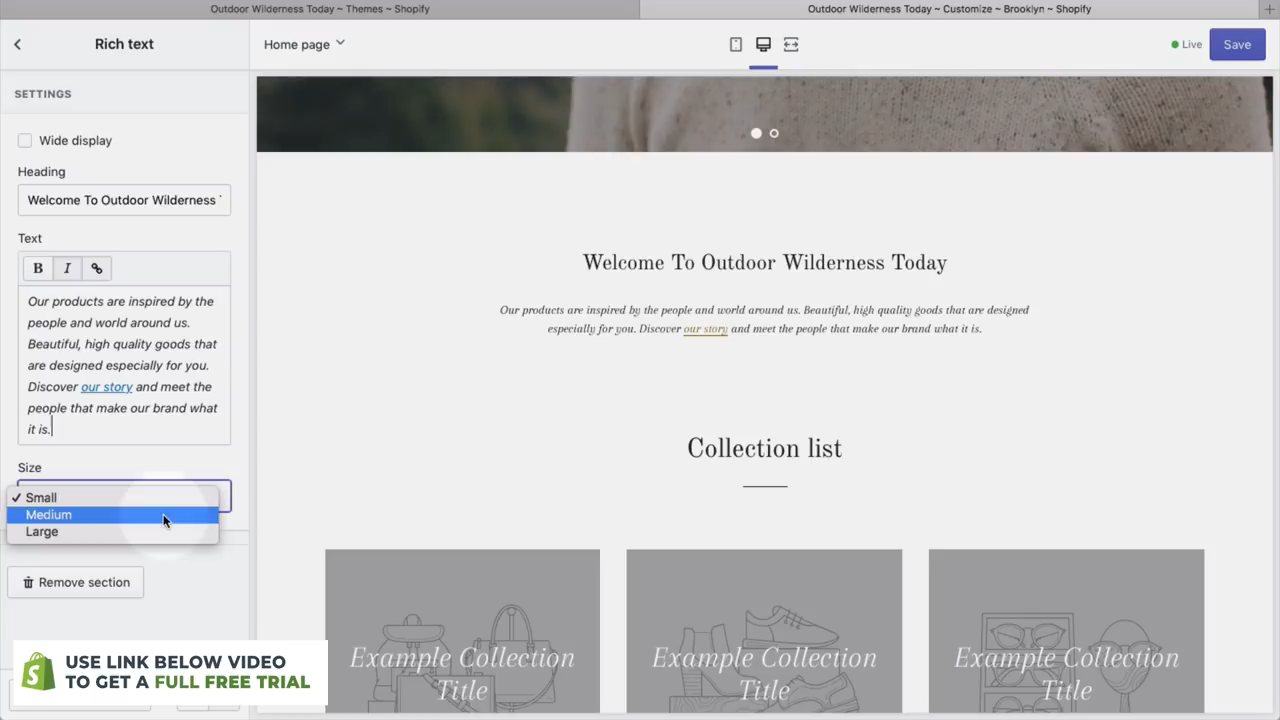 Outdoor Wilderness Today ~ Themes ~ Shopify
Outdoor Wilderness Today ~ Customize ~ Brooklyn ~ Shopify
Rich text
Home page
Live
Save
SETTINGS
Wide display
Heading
Welcome To Outdoor Wilderness
Text
B I
Our products are inspired by the
people and world around us.
Beautiful, high quality goods that
are designed especially for you.
Discover our story and meet the
people that make our brand what
it is.
Size
Small
Medium
Large
Remove section
USE LINK BELOW VIDEO
TO GET A FULL FREE TRIAL
Welcome To Outdoor Wilderness Today
Our products are inspired by the people and world around us. Beautiful, high quality goods that are designed
especially for you. Discover our story and meet the people that make our brand what it is.
Collection list
Example Collection
Title
Example Collection
Title
Example Collection
Title